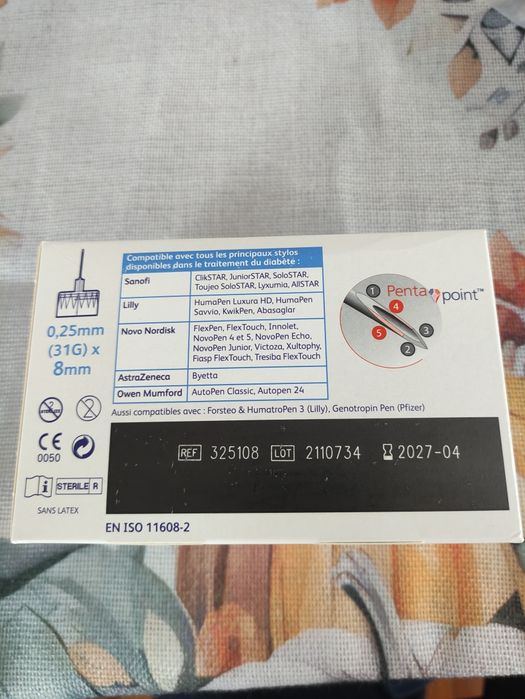 Compatible avec tous les principaux stylos
disponibles dans le traitement du diabète :
Sanofi
ClikSTAR, JuniorSTAR, SoloSTAR,
Toujeo SoloSTAR, Lyxumia, AllSTAR
Lilly
HumaPen Luxura HD, HumaPen
Savvio, KwikPen, Abasaglar
Novo Nordisk
FlexPen, FlexTouch, Innolet,
NovoPen 4 et 5, NovoPen Echo,
NovoPen Junior, Victoza, Xultophy,
Fiasp FlexTouch, Tresiba FlexTouch
AstraZeneca
Byetta
Owen Mumford
AutoPen Classic, Autopen 24
Aussi compatibles avec : Forsteo & HumatroPen 3 (Lilly), Genotropin Pen (Pfizer)
Penta point™
1
4
3
5
2
0,25mm
(31G) x
8mm
2
STERILIZE
2
CE
0050
i
STERILE R
SANS LATEX
REF 325108 LOT 2110734 2027-04
EN ISO 11608-2